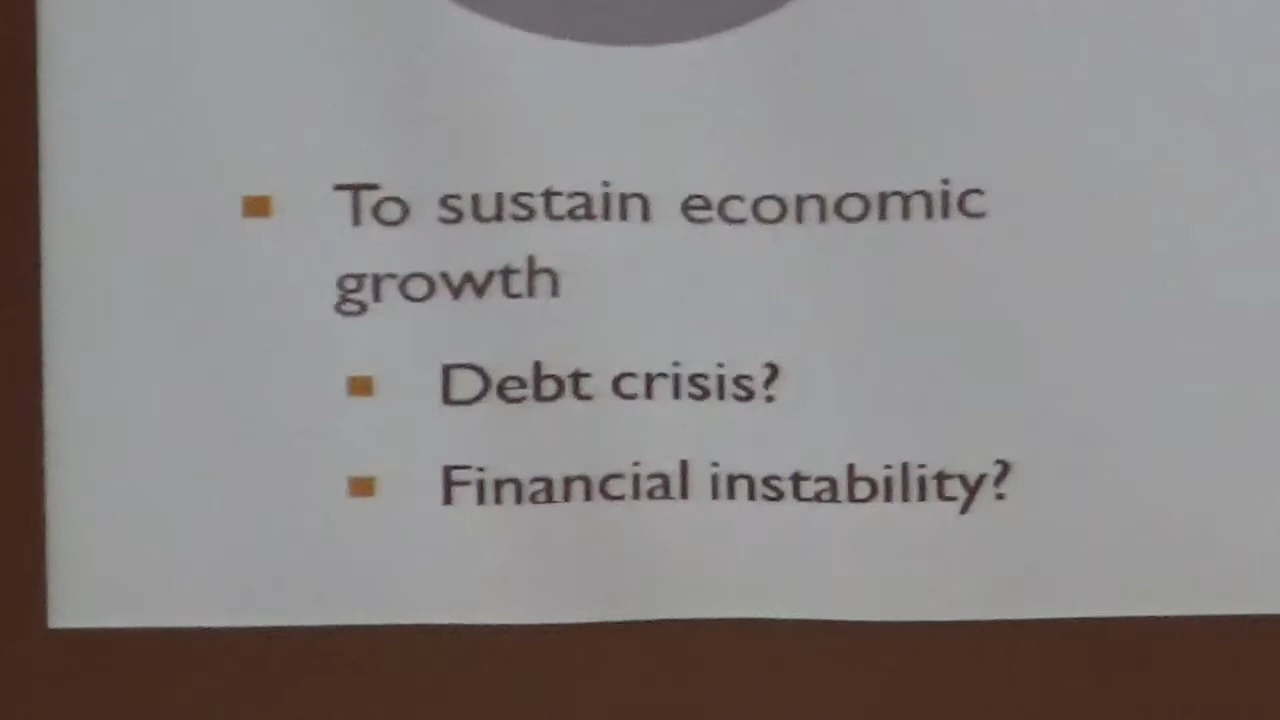 To sustain economic
growth
Debt crisis?
Financial instability?